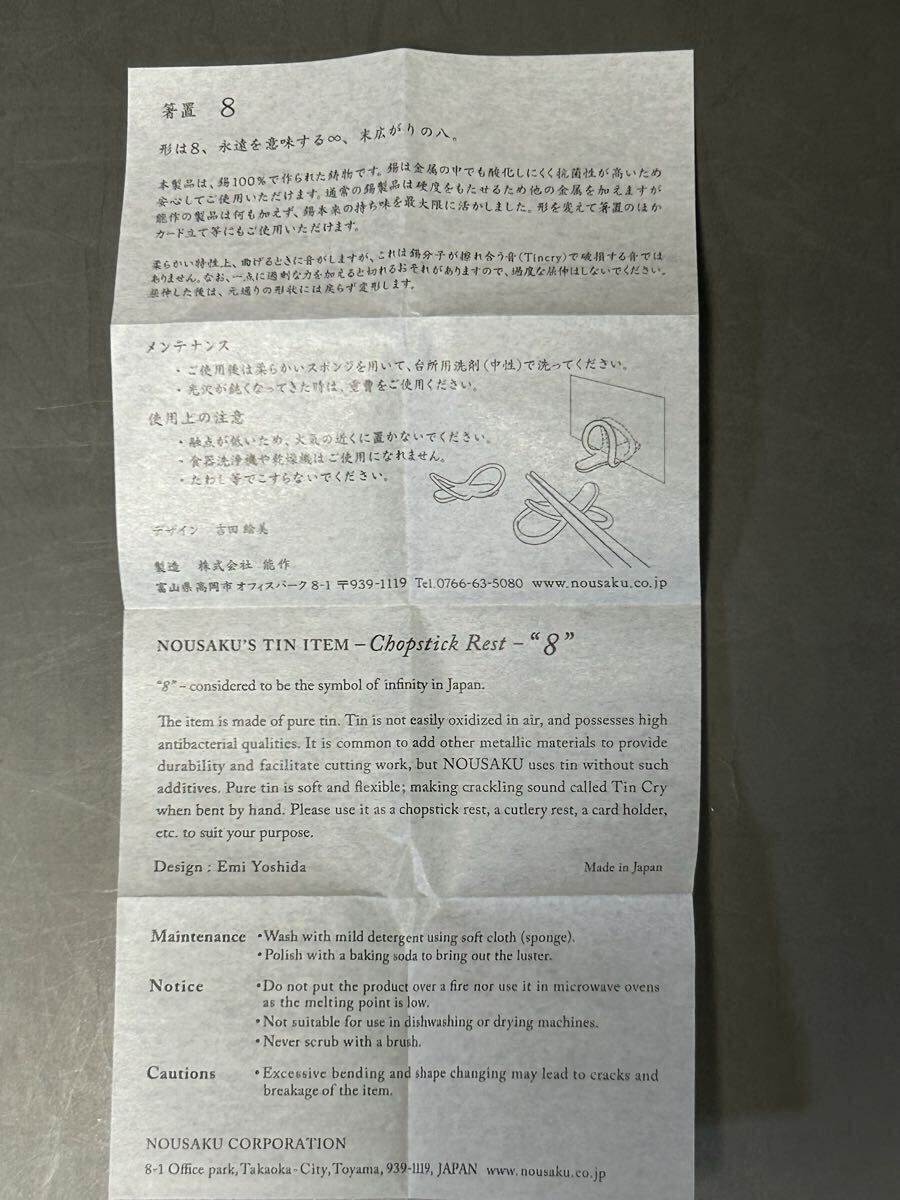 箸置 8
形は8、永遠を意味する∞、末広がりの八。
本製品は、錫100%で作られた鋳物です。錫は金属の中でも酸化しにくく抗菌性が高いため
安心してご使用いただけます。通常の錫製品は硬度をもたせるため他の金属を加えますが
能作の製品は何も加えず、錫本来の持ち味を最大限に活かしました。形を変えて箸置のほか
カード立て等にもご使用いただけます。
柔らかい特性上、曲げるときに音がしますが、これは錫分子が擦れ合う音(Tincry)で破損する音では
ありません。なお、一点に過剰な力を加えると切れるおそれがありますので、過度な屈伸はしないでください。
屈伸した後は、元通りの形状には戻らず変形します。
メンテナンス
・ご使用後は柔らかいスポンジを用いて、台所用洗剤(中性)で洗ってください。
・光沢が鈍くなってきた時は、重曹をご使用ください。
使用上の注意
・融点が低いため、火気の近くに置かないでください。
・食器洗浄機や乾燥機はご使用になれません。
・たわし等でこすらないでください。
デザイン 吉田絵美
製造 株式会社 能作
富山県高岡市オフィスパーク8-1 〒939-1119 Tel.0766-63-5080 www.nousaku.co.jp
NOUSAKU'S TIN ITEM – Chopstick Rest – “8”
“8” – considered to be the symbol of infinity in Japan.
The item is made of pure tin. Tin is not easily oxidized in air, and possesses high
antibacterial qualities. It is common to add other metallic materials to provide
durability and facilitate cutting work, but NOUSAKU uses tin without such
additives. Pure tin is soft and flexible; making crackling sound called Tin Cry
when bent by hand. Please use it as a chopstick rest, a cutlery rest, a card holder,
etc. to suit your purpose.
Design : Emi Yoshida Made in Japan
Maintenance •Wash with mild detergent using soft cloth (sponge).
•Polish with a baking soda to bring out the luster.
Notice •Do not put the product over a fire nor use it in microwave ovens
as the melting point is low.
•Not suitable for use in dishwashing or drying machines.
•Never scrub with a brush.
Cautions •Excessive bending and shape changing may lead to cracks and
breakage of the item.
NOUSAKU CORPORATION
8-1 Office park, Takaoka-City, Toyama, 939-1119, JAPAN www.nousaku.co.jp